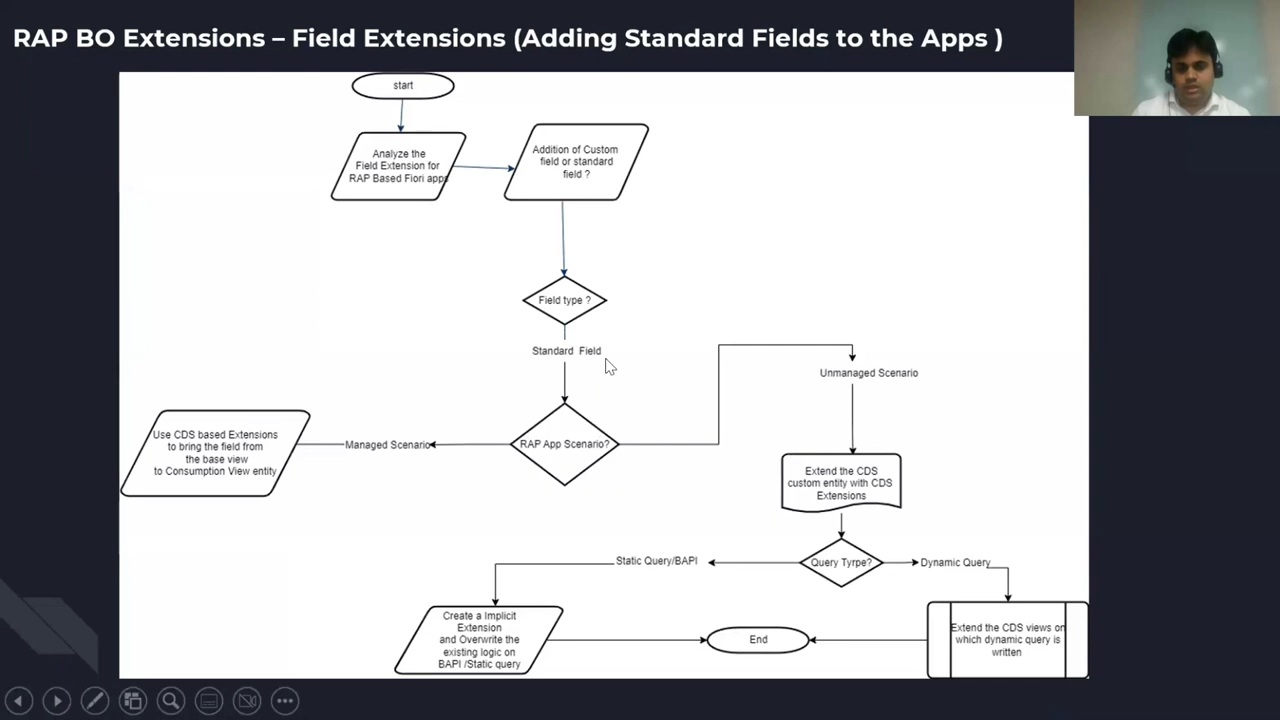 RAP BO Extensions – Field Extensions (Adding Standard Fields to the Apps )
start
Analyze the
Field Extension for
RAP Based Fiori apps
Addition of Custom
field or standard
field ?
Field type ?
Standard Field
RAP App Scenario?
Managed Scenario
Use CDS based Extensions
to bring the field from
the base view
to Consumption View entity
Unmanaged Scenario
Extend the CDS
custom entity with CDS
Extensions
Query Tyrpe?
Static Query/BAPI
Dynamic Query
Create a Implicit
Extension
and Overwrite the
existing logic on
BAPI /Static query
End
Extend the CDS views on
which dynamic query is
written